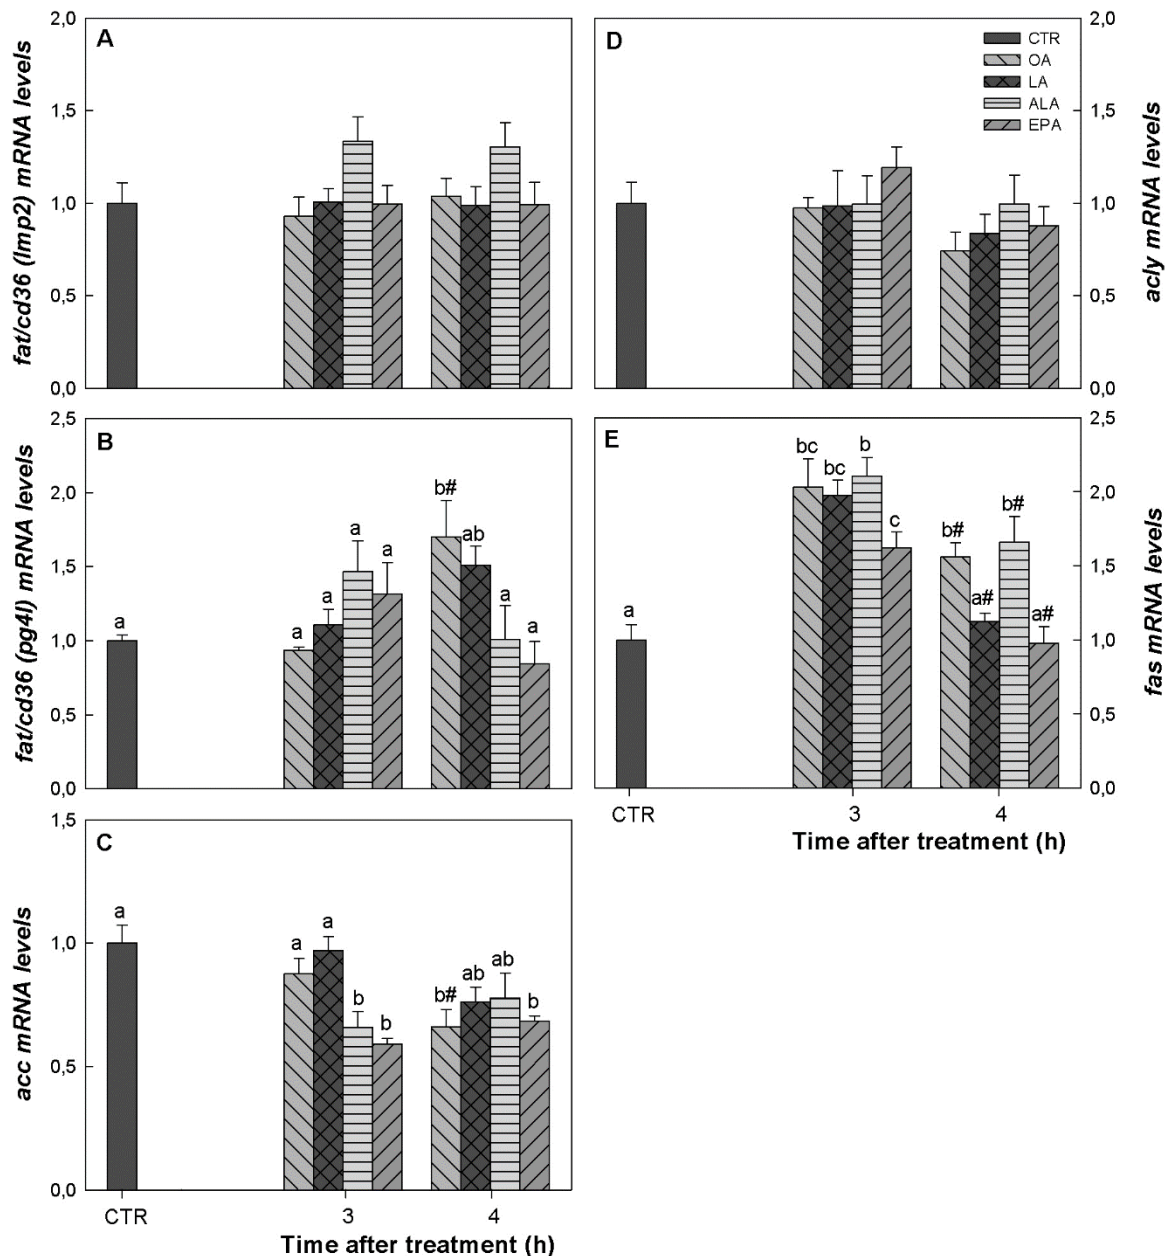 A
2,0
1,5
1,0
0,5
0,0
fat/cd36 (lmp2) mRNA levels
D
CTR
OA
LA
ALA
EPA
2,0
1,5
1,0
0,5
0,0
acly mRNA levels
B
2,5
2,0
1,5
1,0
0,5
0,0
fat/cd36 (pg4l) mRNA levels
a
a
a
a
a
b#
ab
a
a
E
2,5
2,0
1,5
1,0
0,5
0,0
fas mRNA levels
a
bc
bc
b
c
b#
a#
b#
a#
CTR
3
4
Time after treatment (h)
C
1,5
1,0
0,5
0,0
acc mRNA levels
a
a
a
b
b
b#
ab
ab
b
CTR
3
4
Time after treatment (h)